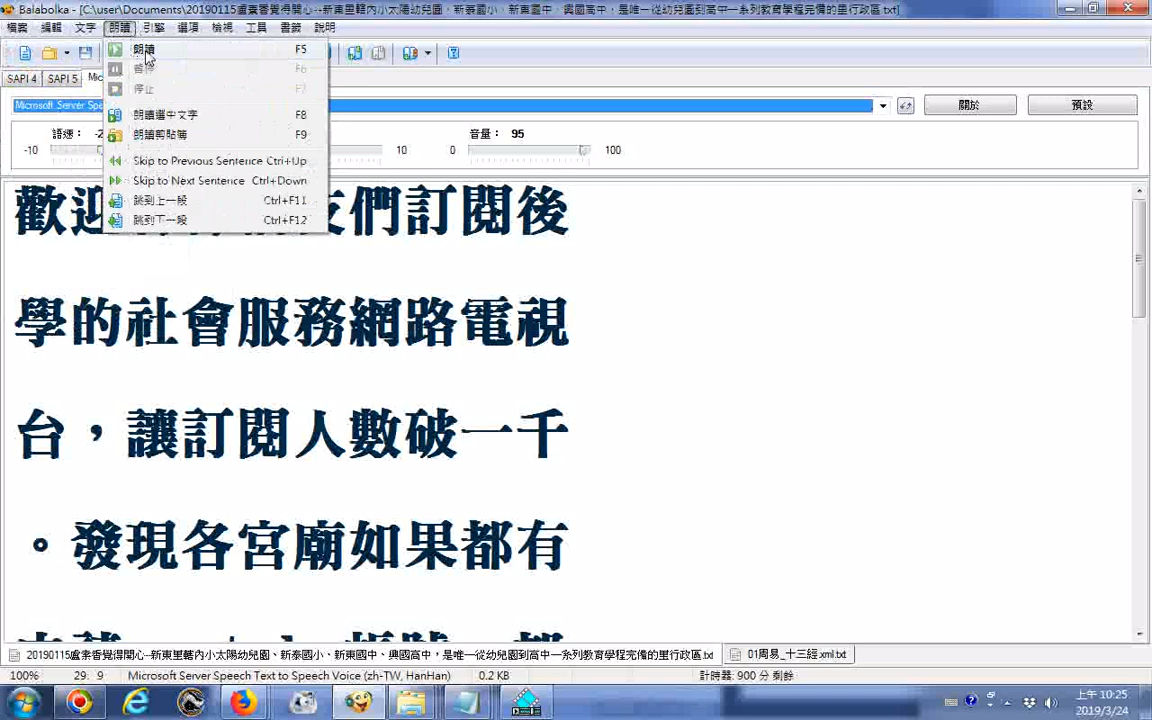 Balabolka - [C:\user\Documents\20190115盧素香覺得開心--新東里轄內小太陽幼兒園、新泰國小、新東國中、興國高中，是唯一從幼兒園到高中一系列教育學程完備的里行政區.txt]
檔案 編輯 文字 朗讀 引擎 選項 檢視 工具 書籤 說明
朗讀 F5
暫停 F6
停止 F7
朗讀選中文字 F8
朗讀剪貼簿 F9
Skip to Previous Sentence Ctrl+Up
Skip to Next Sentence Ctrl+Down
跳到上一段 Ctrl+F11
跳到下一段 Ctrl+F12
SAPI 4 SAPI 5 Mic
Microsoft Server Spe
關於 預設
語速： -2 音量： 95
-10 10 0 100
歡迎 友們訂閱後
學的社會服務網路電視
台，讓訂閱人數破一千
。發現各宮廟如果都有
20190115盧素香覺得開心--新東里轄內小太陽幼兒園、新泰國小、新東國中、興國高中，是唯一從幼兒園到高中一系列教育學程完備的里行政區.txt 01周易_十三經.xml.txt
100% 29: 9 Microsoft Server Speech Text to Speech Voice (zh-TW, HanHan) 0.2 KB 計時器: 900 分 剩餘
上午 10:25
2019/3/24